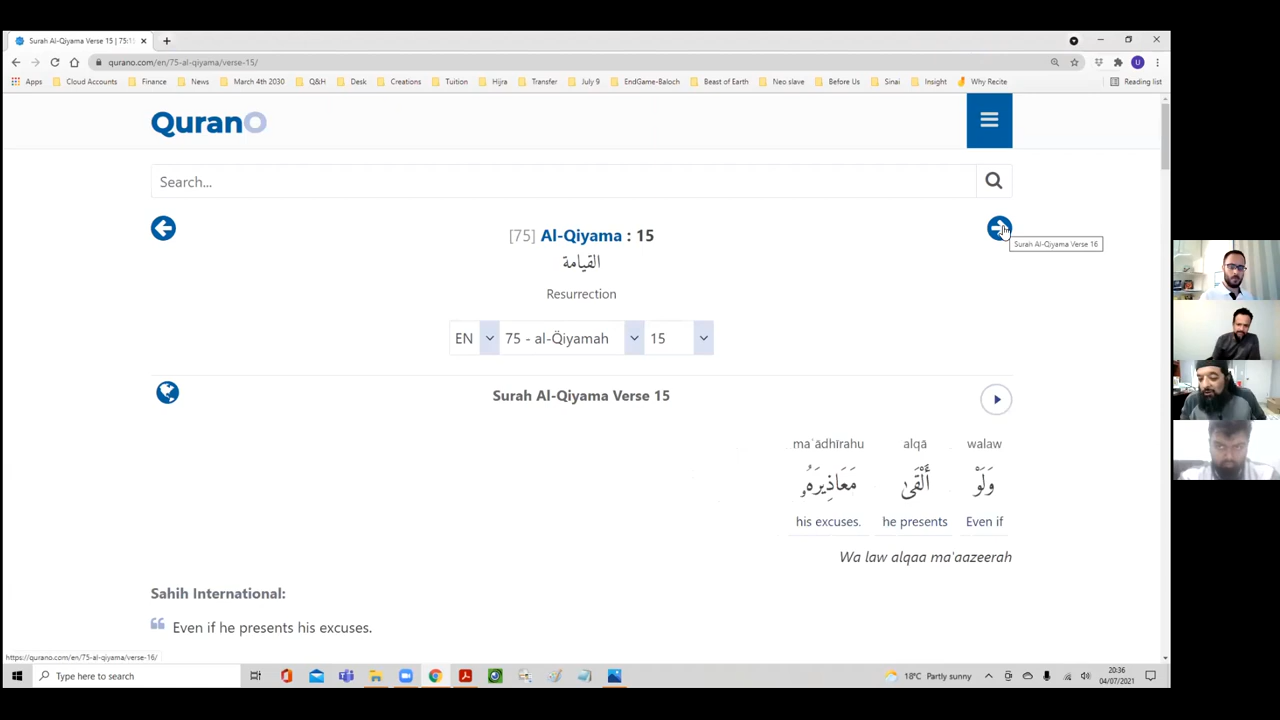 Surah Al-Qiyama Verse 15 | 75:1
qurano.com/en/75-al-qiyama/verse-15/
Apps Cloud Accounts Finance News March 4th 2030 Q&H Desk Creations Tuition Hijra Transfer July 9 EndGame-Baloch Beast of Earth Neo slave Before Us Sinai Insight Why Recite Reading list
QuranO
Search...
[75] Al-Qiyama : 15
القيامة
Resurrection
Surah Al-Qiyama Verse 16
EN 75 - al-Q̈iyamah 15
Surah Al-Qiyama Verse 15
maʿādhīrahu alqā walaw
وَلَوْ أَلْقَىٰ مَعَاذِيرَهُۥ
his excuses. he presents Even if
Wa law alqaa ma'aazeerah
Sahih International:
Even if he presents his excuses.
https://qurano.com/en/75-al-qiyama/verse-16/
Type here to search
18°C Partly sunny
20:36
04/07/2021